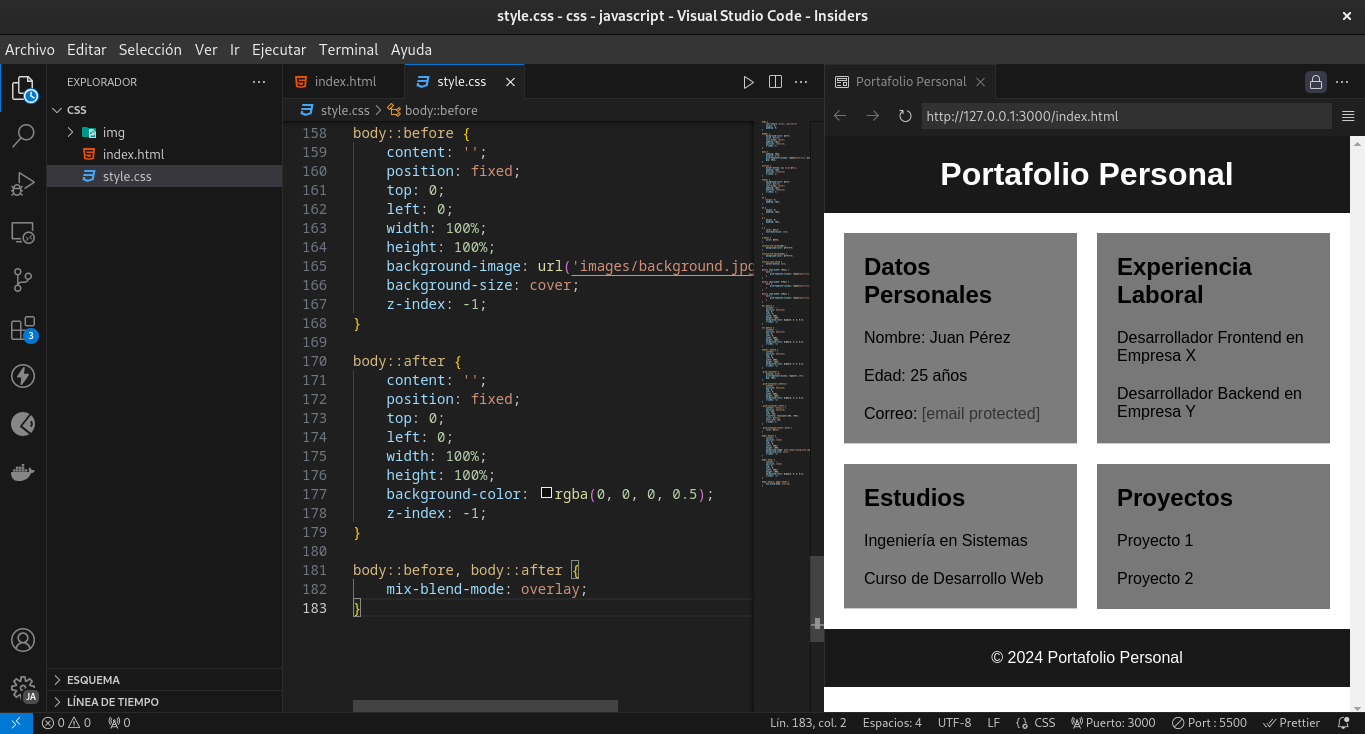 style.css - css - javascript - Visual Studio Code - Insiders
Archivo Editar Selección Ver Ir Ejecutar Terminal Ayuda
EXPLORADOR
CSS
img
index.html
style.css
ESQUEMA
LÍNEA DE TIEMPO
3
JA
index.html
style.css
style.css > body::before
158 body::before {
159     content: '';
160     position: fixed;
161     top: 0;
162     left: 0;
163     width: 100%;
164     height: 100%;
165     background-image: url('images/background.jpg
166     background-size: cover;
167     z-index: -1;
168 }
169
170 body::after {
171     content: '';
172     position: fixed;
173     top: 0;
174     left: 0;
175     width: 100%;
176     height: 100%;
177     background-color: rgba(0, 0, 0, 0.5);
178     z-index: -1;
179 }
180
181 body::before, body::after {
182     mix-blend-mode: overlay;
183 }
Portafolio Personal
http://127.0.0.1:3000/index.html
Portafolio Personal
Datos
Personales
Nombre: Juan Pérez
Edad: 25 años
Correo: [email protected]
Experiencia
Laboral
Desarrollador Frontend en
Empresa X
Desarrollador Backend en
Empresa Y
Estudios
Ingeniería en Sistemas
Curso de Desarrollo Web
Proyectos
Proyecto 1
Proyecto 2
© 2024 Portafolio Personal
0 0 0 Lín. 183, col. 2 Espacios: 4 UTF-8 LF CSS Puerto: 3000 Port : 5500 Prettier